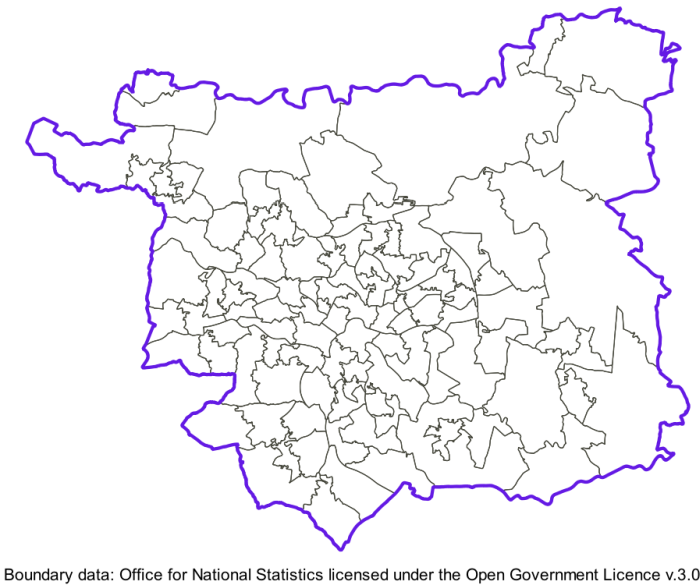 Boundary data: Office for National Statistics licensed under the Open Government Licence v.3.0